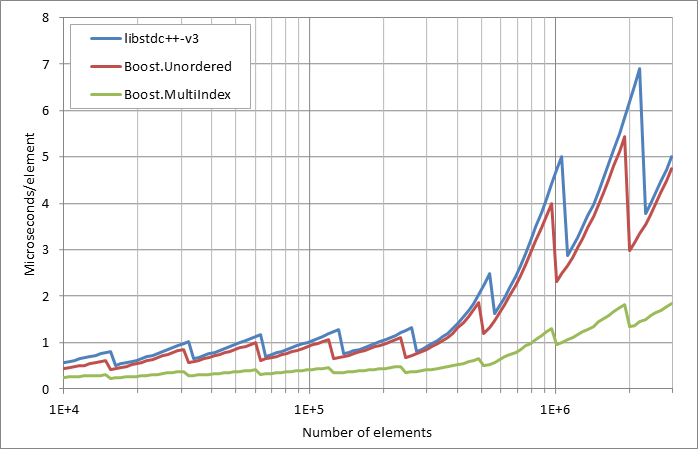 8
7
6
5
4
3
2
1
0
Microseconds/element
libstdc++-v3
Boost.Unordered
Boost.MultiIndex
1E+4
1E+5
1E+6
Number of elements